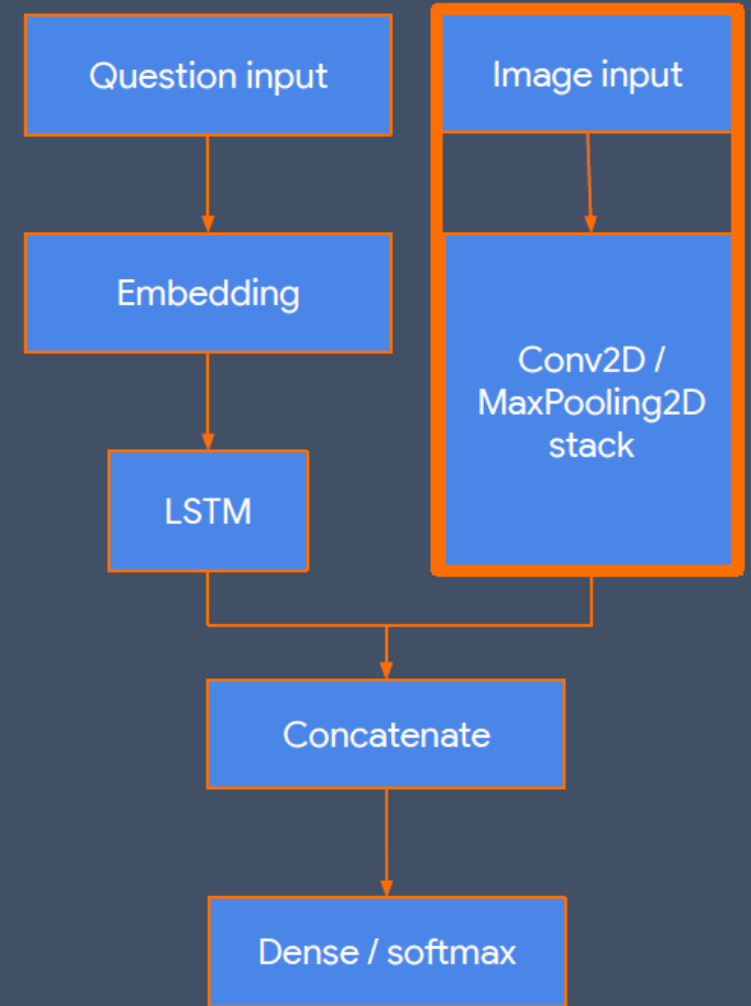 Question input
Image input
Embedding
Conv2D /
MaxPooling2D
stack
LSTM
Concatenate
Dense / softmax